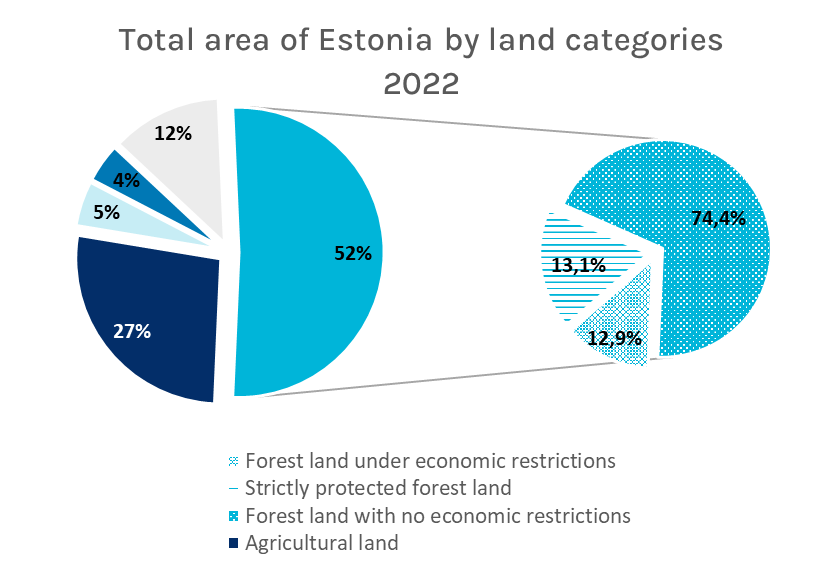 Total area of Estonia by land categories
2022
12%
4%
5%
52%
27%
74,4%
13,1%
12,9%
Forest land under economic restrictions
Strictly protected forest land
Forest land with no economic restrictions
Agricultural land